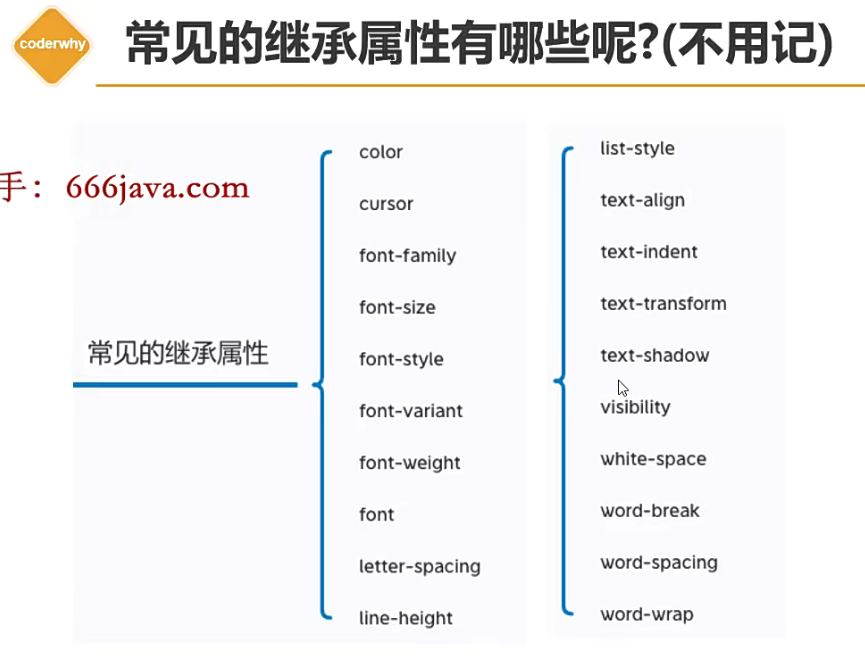 coderwhy
常见的继承属性有哪些呢?(不用记)
手：666java.com
常见的继承属性
color
cursor
font-family
font-size
font-style
font-variant
font-weight
font
letter-spacing
line-height
list-style
text-align
text-indent
text-transform
text-shadow
visibility
white-space
word-break
word-spacing
word-wrap